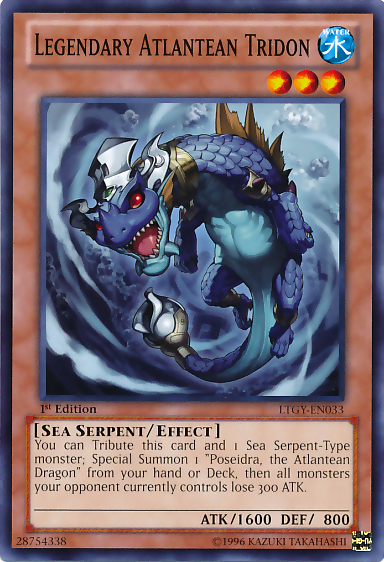 LEGENDARY ATLANTEAN TRIDON
WATER
水
1st Edition
LTGY-EN033
[SEA SERPENT/EFFECT]
You can Tribute this card and 1 Sea Serpent-Type
monster; Special Summon 1 "Poseidra, the Atlantean
Dragon" from your hand or Deck, then all monsters
your opponent currently controls lose 300 ATK.
ATK/1600 DEF/ 800
28754338
©1996 KAZUKI TAKAHASHI